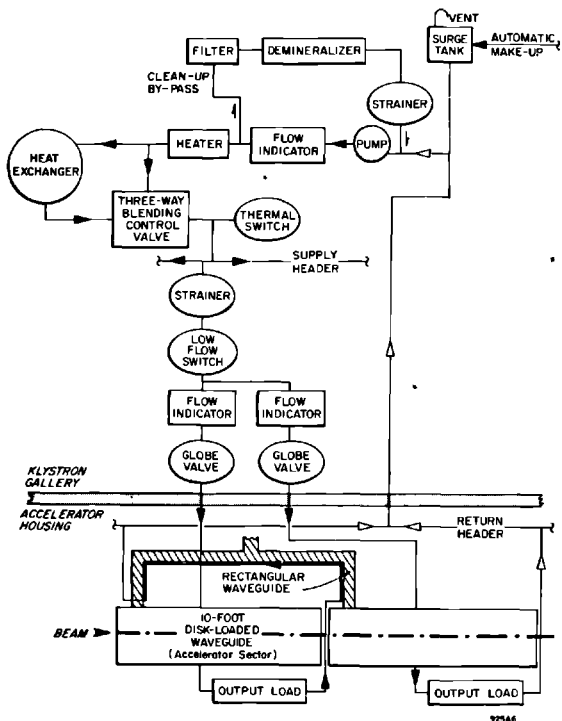 VENT
SURGE
TANK
AUTOMATIC
MAKE-UP
FILTER
DEMINERALIZER
CLEAN-UP
BY-PASS
STRAINER
HEATER
FLOW
INDICATOR
PUMP
HEAT
EXCHANGER
THREE-WAY
BLENDING
CONTROL
VALVE
THERMAL
SWITCH
SUPPLY
HEADER
STRAINER
LOW
FLOW
SWITCH
FLOW
INDICATOR
FLOW
INDICATOR
GLOBE
VALVE
GLOBE
VALVE
KLYSTRON
GALLERY
ACCELERATOR
HOUSING
RETURN
HEADER
RECTANGULAR
WAVEGUIDE
BEAM
10-FOOT
DISK-LOADED
WAVEGUIDE
(Accelerator Sector)
OUTPUT LOAD
OUTPUT LOAD
925A6